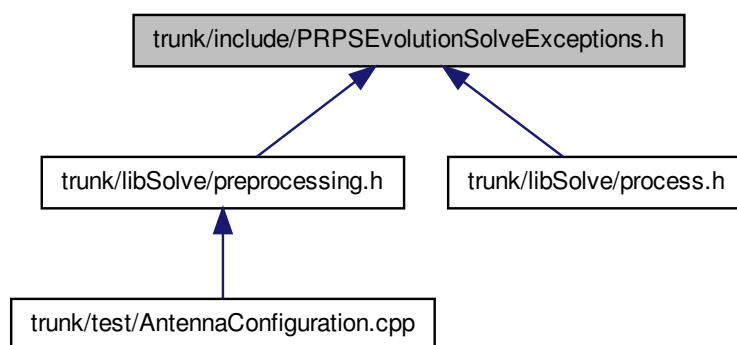 trunk/include/PRPSEvolutionSolveExceptions.h
trunk/libSolve/preprocessing.h
trunk/libSolve/process.h
trunk/test/AntennaConfiguration.cpp